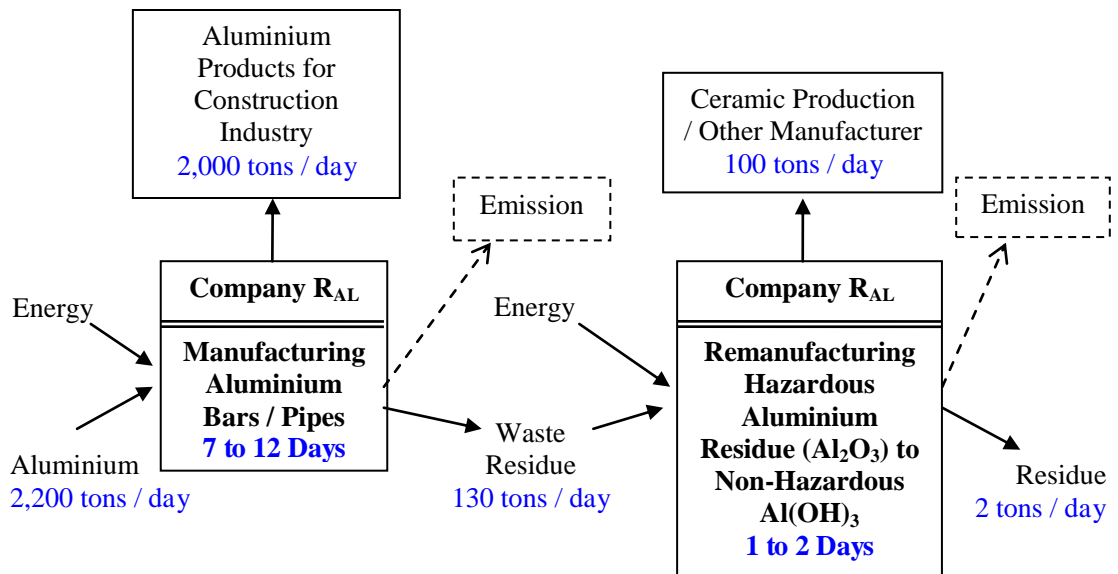 Aluminium
Products for
Construction
Industry
2,000 tons / day
Ceramic Production
/ Other Manufacturer
100 tons / day
Emission
Emission
Energy
Company R_AL
Manufacturing
Aluminium
Bars / Pipes
7 to 12 Days
Aluminium
2,200 tons / day
Waste
Residue
130 tons / day
Energy
Company R_AL
Remanufacturing
Hazardous
Aluminium
Residue (Al₂O₃) to
Non-Hazardous
Al(OH)₃
1 to 2 Days
Residue
2 tons / day